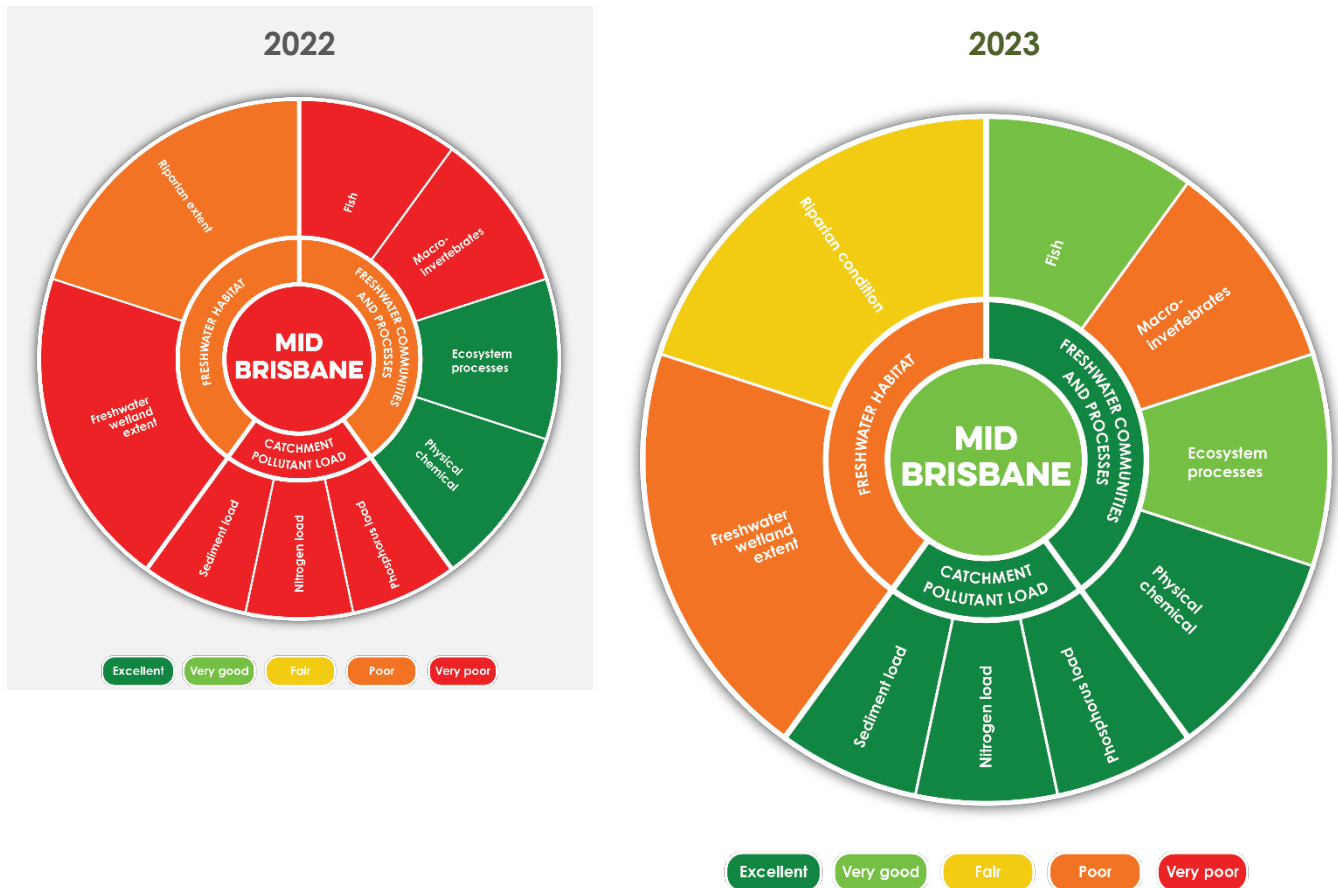 2022
Riparian extent
Fish
Macro-
invertebrates
Ecosystem
processes
Physical
chemical
Phosphorus load
Nitrogen load
Sediment load
Freshwater
wetland
extent
FRESHWATER HABITAT
FRESHWATER COMMUNITIES
AND PROCESSES
CATCHMENT
POLLUTANT LOAD
MID
BRISBANE
Excellent
Very good
Fair
Poor
Very poor
2023
Riparian condition
Fish
Macro-
invertebrates
Ecosystem
processes
Physical
chemical
Phosphorus load
Nitrogen load
Sediment load
Freshwater
wetland
extent
FRESHWATER HABITAT
FRESHWATER COMMUNITIES
AND PROCESSES
CATCHMENT
POLLUTANT LOAD
MID
BRISBANE
Excellent
Very good
Fair
Poor
Very poor